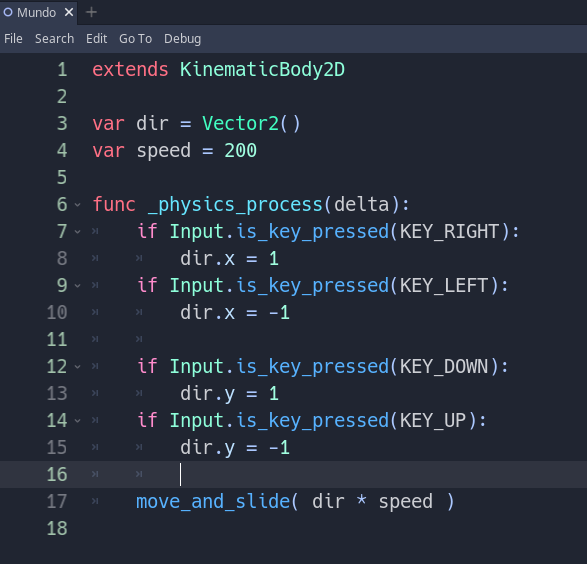 Mundo
File Search Edit Go To Debug
1 extends KinematicBody2D
2
3 var dir = Vector2()
4 var speed = 200
5
6 func _physics_process(delta):
7 if Input.is_key_pressed(KEY_RIGHT):
8 dir.x = 1
9 if Input.is_key_pressed(KEY_LEFT):
10 dir.x = -1
11
12 if Input.is_key_pressed(KEY_DOWN):
13 dir.y = 1
14 if Input.is_key_pressed(KEY_UP):
15 dir.y = -1
16
17 move_and_slide( dir * speed )
18